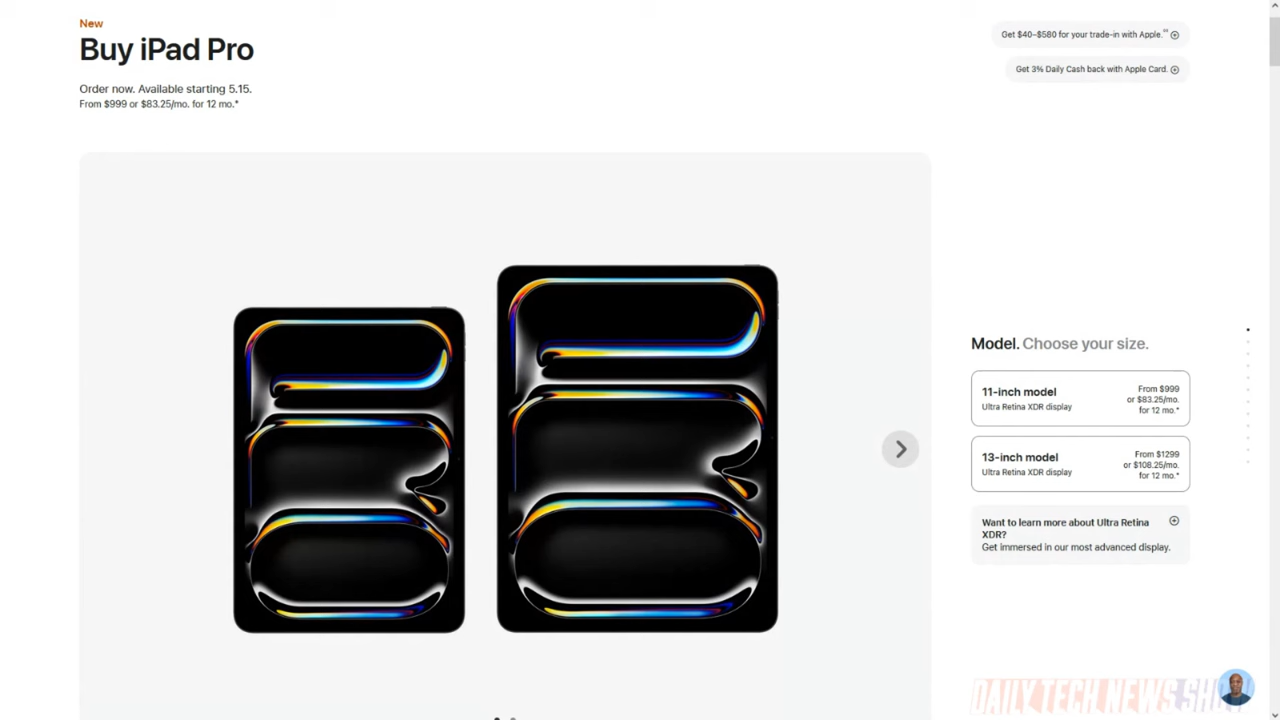 New
Buy iPad Pro
Order now. Available starting 5.15.
From $999 or $83.25/mo. for 12 mo.*
Get $40–$580 for your trade-in with Apple.**
Get 3% Daily Cash back with Apple Card.
Model. Choose your size.
11-inch model
Ultra Retina XDR display
From $999
or $83.25/mo.
for 12 mo.*
13-inch model
Ultra Retina XDR display
From $1299
or $108.25/mo.
for 12 mo.*
Want to learn more about Ultra Retina
XDR?
Get immersed in our most advanced display.
DAILY TECH NEWS SHOW